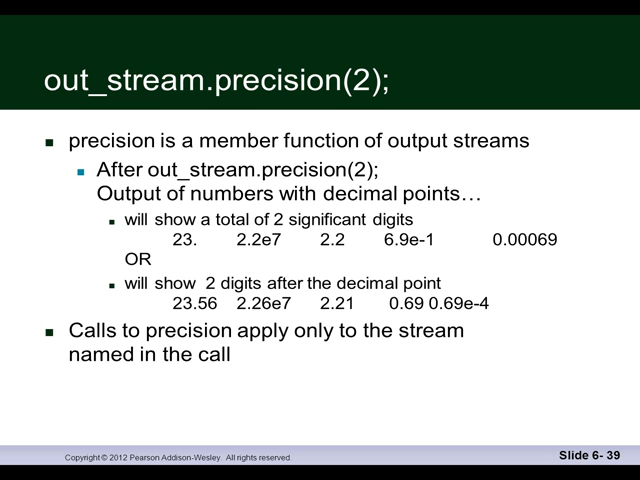 out_stream.precision(2);
precision is a member function of output streams
After out_stream.precision(2);
Output of numbers with decimal points…
will show a total of 2 significant digits
23. 2.2e7 2.2 6.9e-1 0.00069
OR
will show 2 digits after the decimal point
23.56 2.26e7 2.21 0.69 0.69e-4
Calls to precision apply only to the stream
named in the call
Copyright © 2012 Pearson Addison-Wesley. All rights reserved.
Slide 6- 39